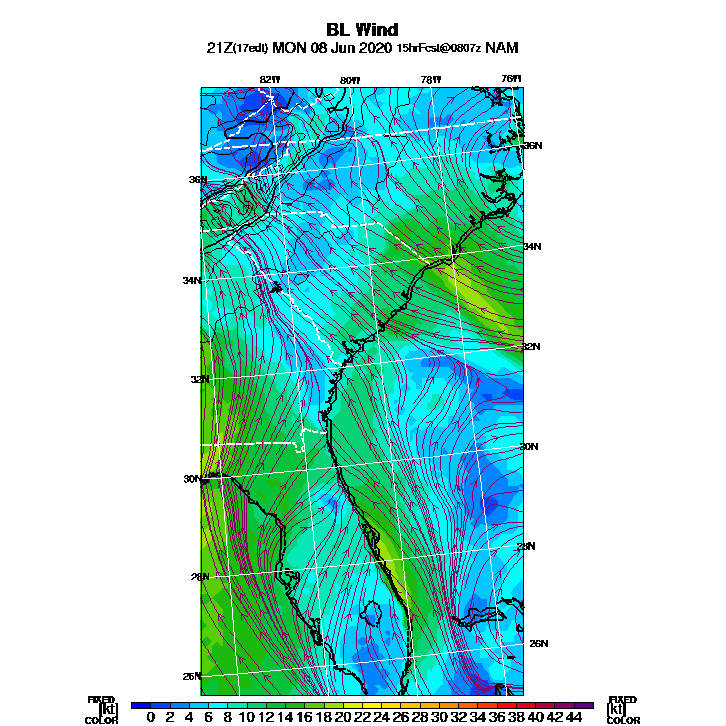 BL Wind
21Z(17edt) MON 08 Jun 2020 15hrFcst@0807z NAM
82W 80W 78W 76W
36N
36N
34N
34N
32N
32N
30N
30N
28N
28N
26N
26N
FIXED FIXED
[kt] 0 2 4 6 8 10 12 14 16 18 20 22 24 26 28 30 32 34 36 38 40 42 44 [kt]
COLOR COLOR